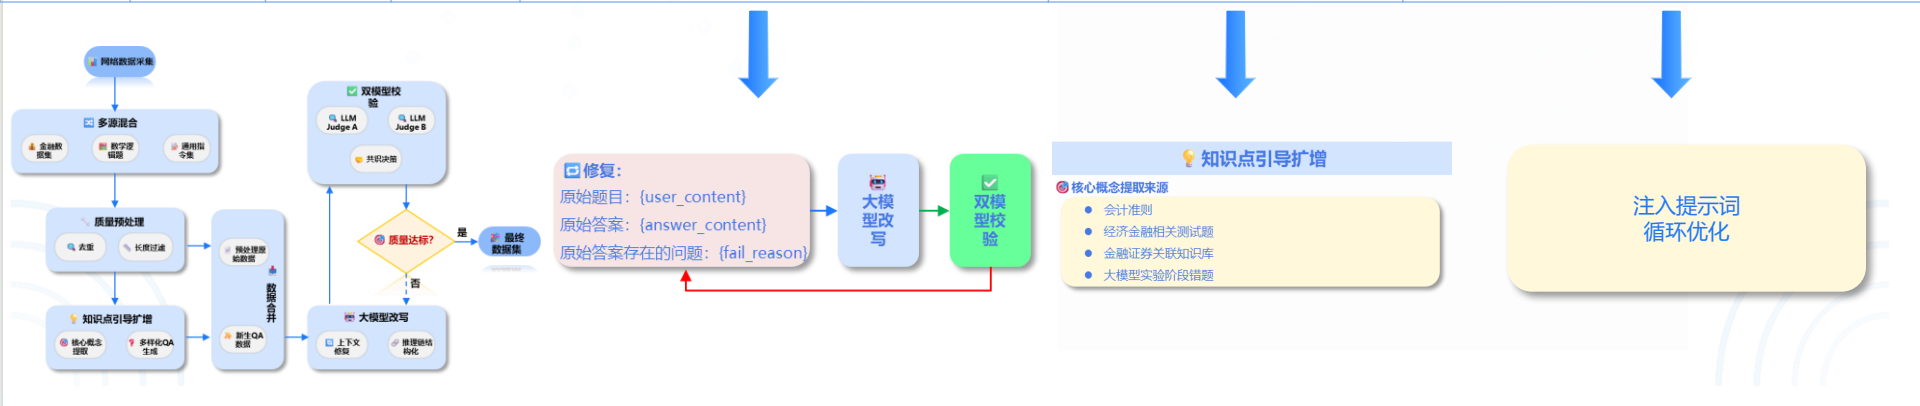 网络数据采集
多源混合
金融数
据集
数学逻
辑题
通用指
令集
质量预处理
去重
长度过滤
知识点引导扩增
核心概念
提取
多样化QA
生成
预处理原
始数据
数据合并
新生QA
数据
双模型校
验
LLM
Judge A
LLM
Judge B
共识决策
质量达标?
是
最终
数据集
否
大模型改写
上下文
修复
推理链结
构化
修复：
原始题目：{user_content}
原始答案：{answer_content}
原始答案存在的问题：{fail_reason}
大模
型改
写
双模
型校
验
知识点引导扩增
核心概念提取来源
会计准则
经济金融相关测试题
金融证券关联知识库
大模型实验阶段错题
注入提示词
循环优化